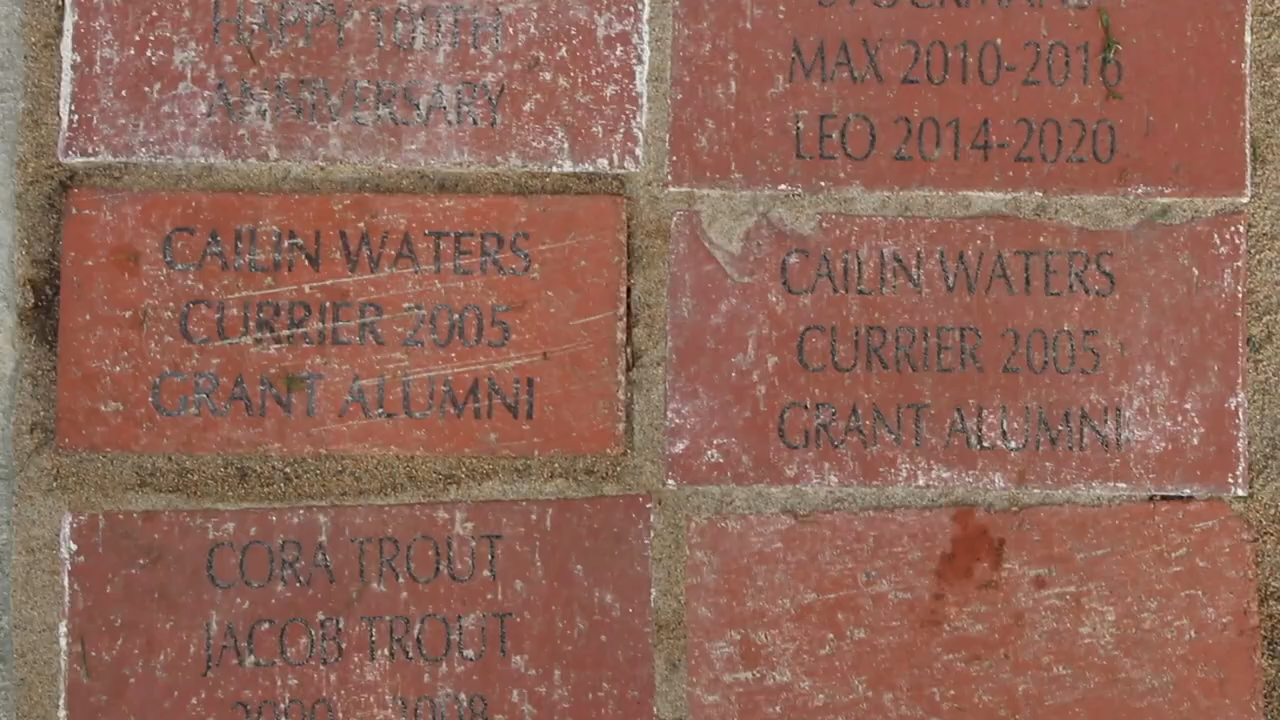 HAPPY 100TH
ANNIVERSARY
MAX 2010-2016
LEO 2014-2020
CAILIN WATERS
CURRIER 2005
GRANT ALUMNI
CAILIN WATERS
CURRIER 2005
GRANT ALUMNI
CORA TROUT
JACOB TROUT